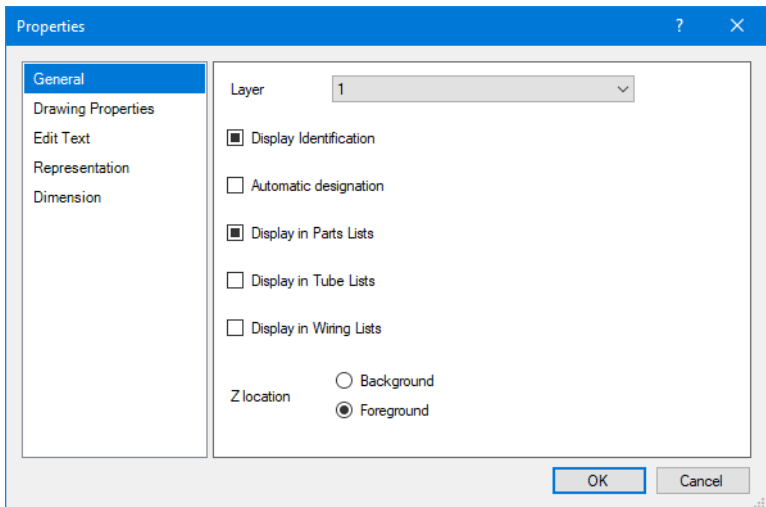 Properties ?
General
Drawing Properties
Edit Text
Representation
Dimension
Layer 1
Display Identification
Automatic designation
Display in Parts Lists
Display in Tube Lists
Display in Wiring Lists
Z location
Background
Foreground
OK Cancel